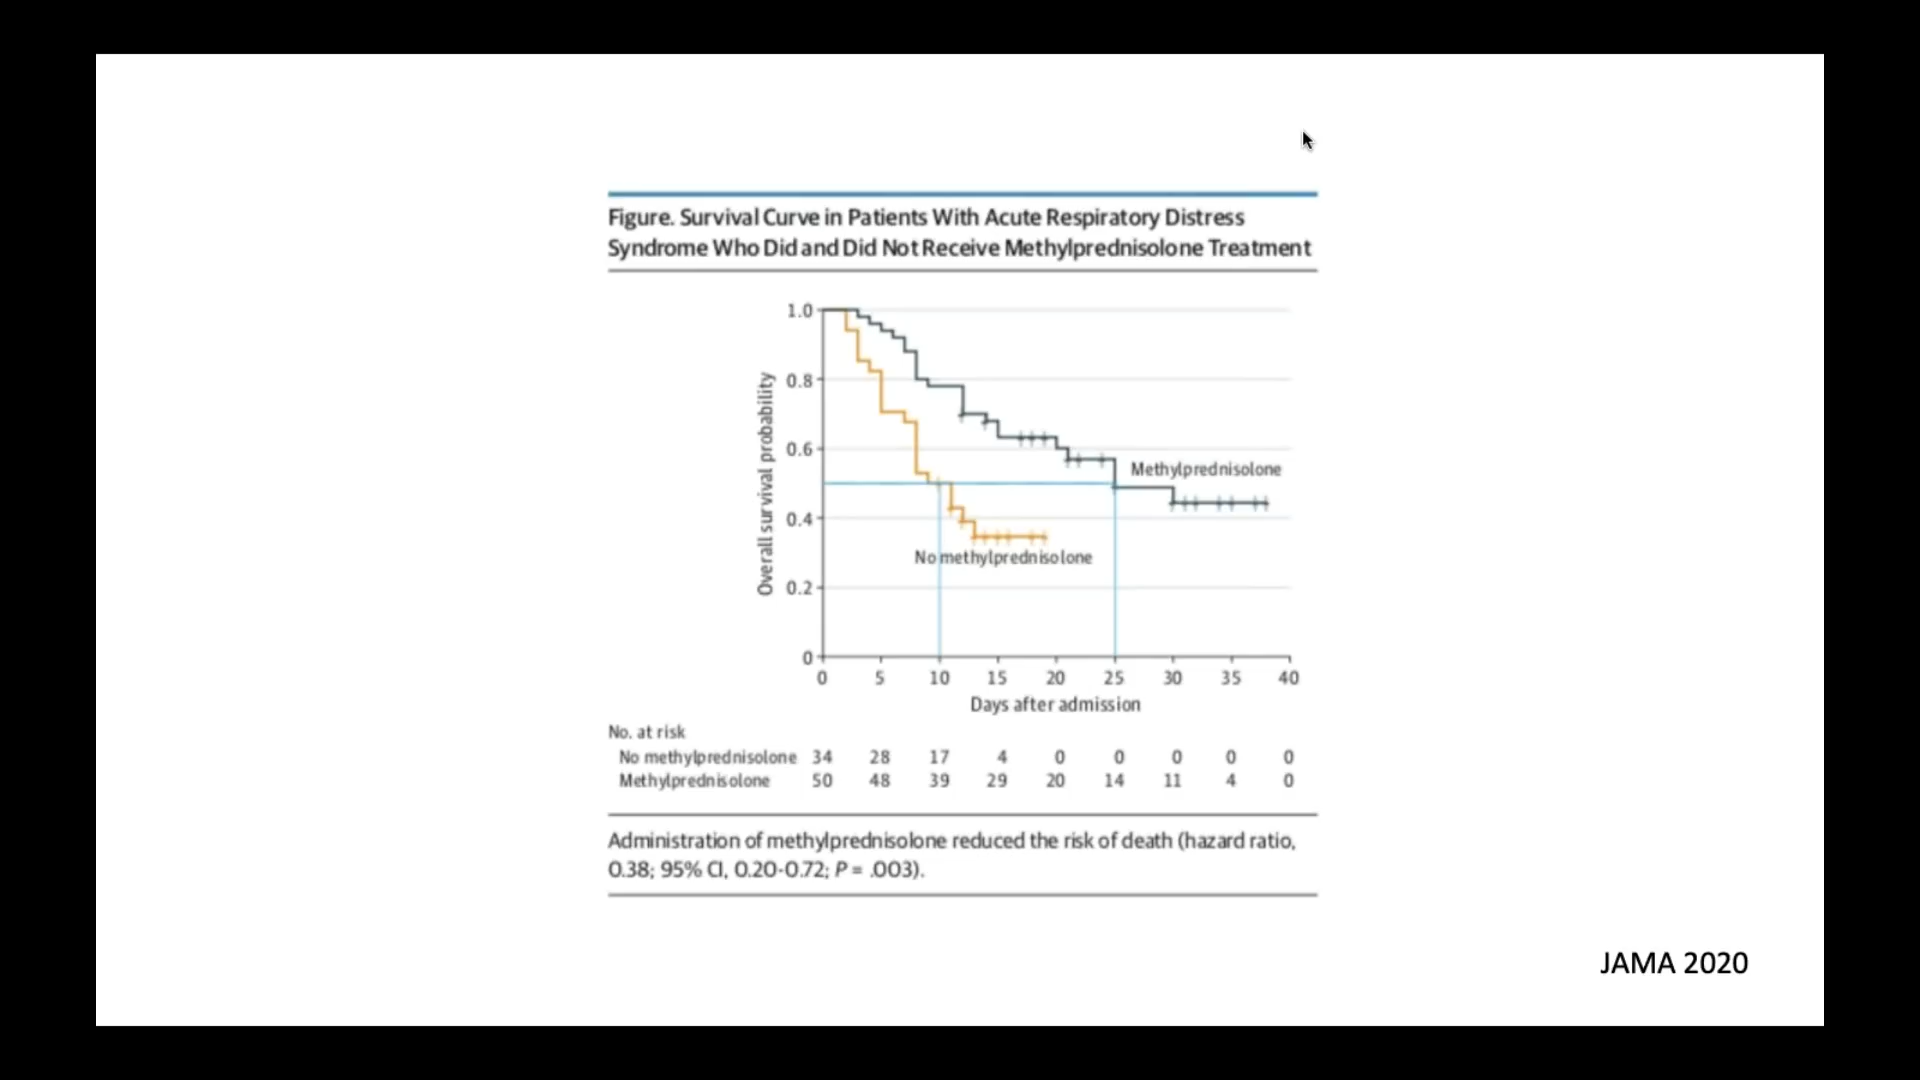 Figure. Survival Curve in Patients With Acute Respiratory Distress
Syndrome Who Did and Did Not Receive Methylprednisolone Treatment
1.0
0.8
0.6
0.4
0.2
0
Overall survival probability
Methylprednisolone
No methylprednisolone
0 5 10 15 20 25 30 35 40
Days after admission
No. at risk
No methylprednisolone 34 28 17 4 0 0 0 0 0
Methylprednisolone 50 48 39 29 20 14 11 4 0
Administration of methylprednisolone reduced the risk of death (hazard ratio,
0.38; 95% CI, 0.20-0.72; P = .003).
JAMA 2020